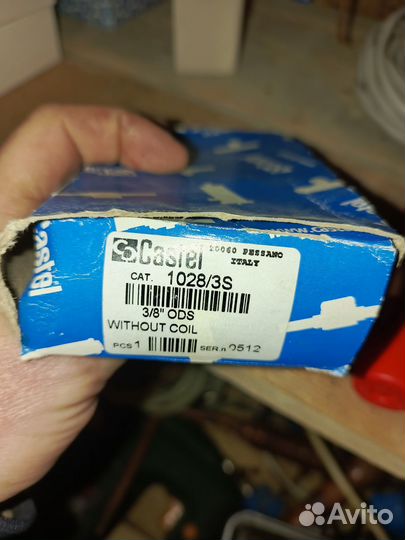 Castel
Castel 20060 PESSANO
ITALY
CAT. 1028/3S
3/8" ODS
WITHOUT COIL
PCS 1 SER.n 0512
Avito